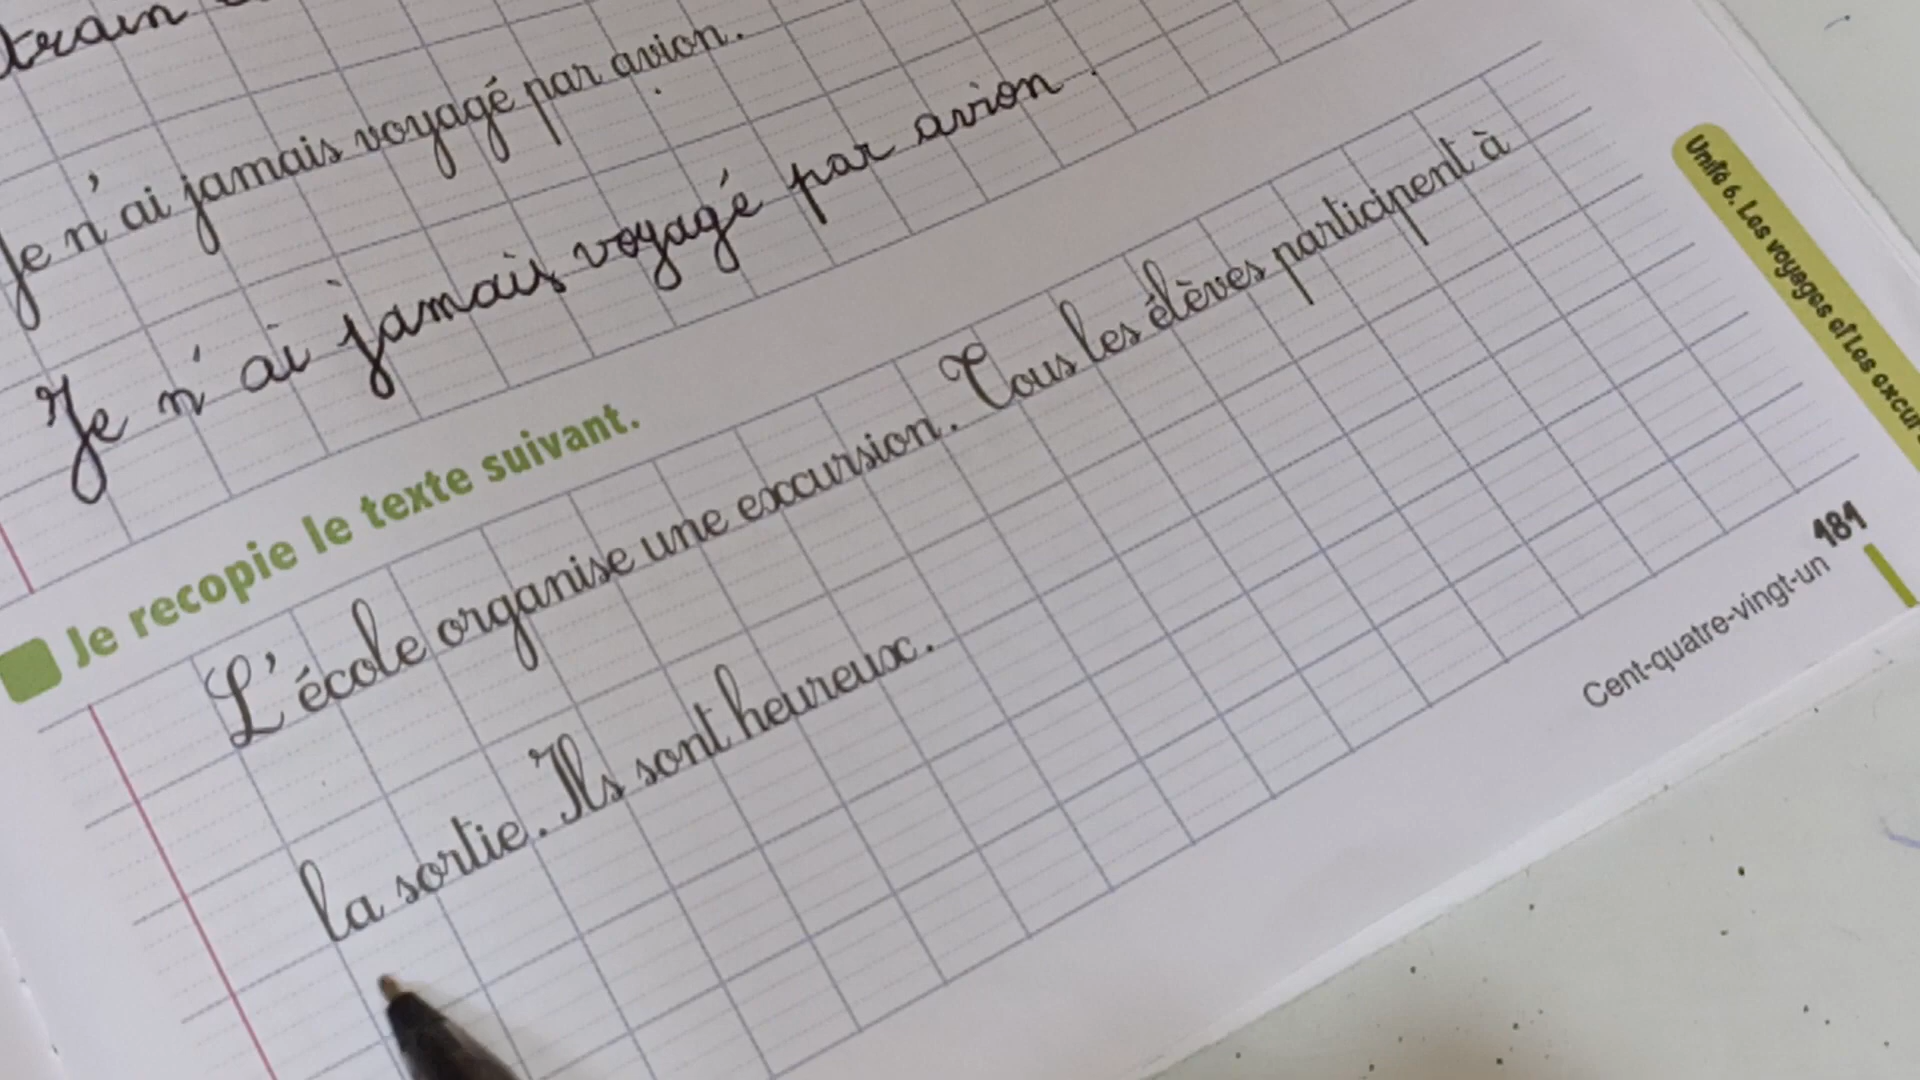 train
Je n'ai jamais voyagé par avion.
Je n'ai jamais voyagé par avion.
Je recopie le texte suivant.
L'école organise une excursion. Tous les élèves participent à
la sortie. Ils sont heureux.
Unité 6. Les voyages et les
Cent-quatre-vingt-un 181